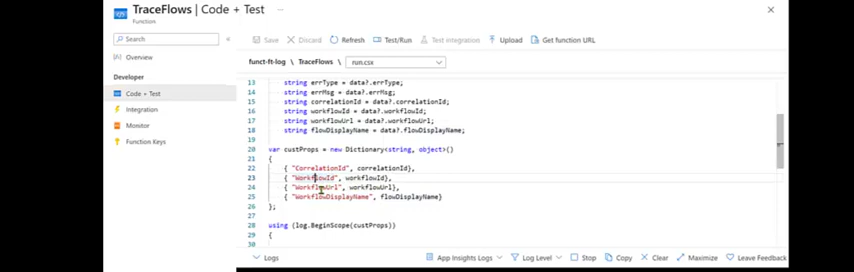 TraceFlows | Code + Test ...
Function
Search
Save Discard Refresh Test/Run Test integration Upload Get function URL
Overview
Developer
Code + Test
Integration
Monitor
Function Keys
funct-ft-log \ TraceFlows \ run.csx
13 string errType = data?.errType;
14 string errMsg = data?.errMsg;
15 string correlationId = data?.correlationId;
16 string workflowId = data?.workflowId;
17 string workflowUrl = data?.workflowUrl;
18 string flowDisplayName = data?.flowDisplayName;
19
20 var custProps = new Dictionary<string, object>()
21 {
22 { "CorrelationId", correlationId},
23 { "WorkflowId", workflowId},
24 { "WorkflowUrl", workflowUrl},
25 { "WorkflowDisplayName", flowDisplayName}
26 };
27
28 using (log.BeginScope(custProps))
29 {
30
Logs App Insights Logs Log Level Stop Copy Clear Maximize Leave Feedback